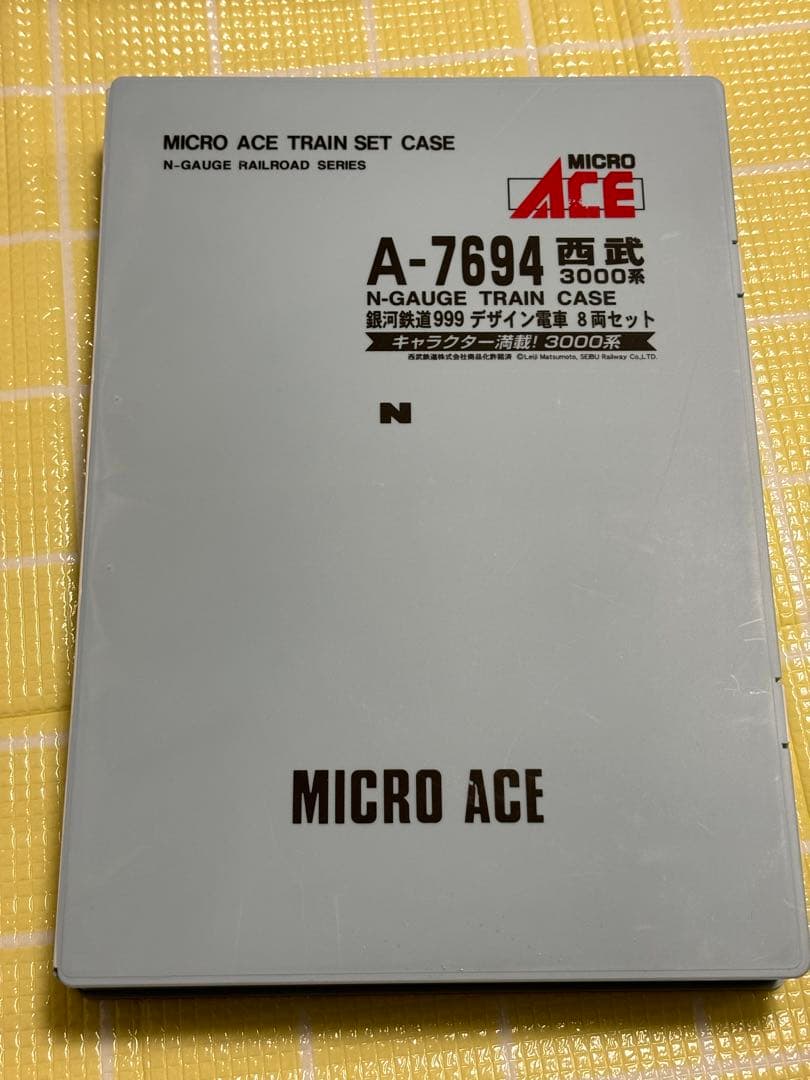 MICRO ACE TRAIN SET CASE
N-GAUGE RAILROAD SERIES
MICRO
ACE
A-7694 西武
3000系
N-GAUGE TRAIN CASE
銀河鉄道999 デザイン電車 8両セット
キャラクター満載! 3000系
西武鉄道株式会社商品化許諾済 ©Leiji Matsumoto, SEIBU Railway Co.,LTD.
N
MICRO ACE